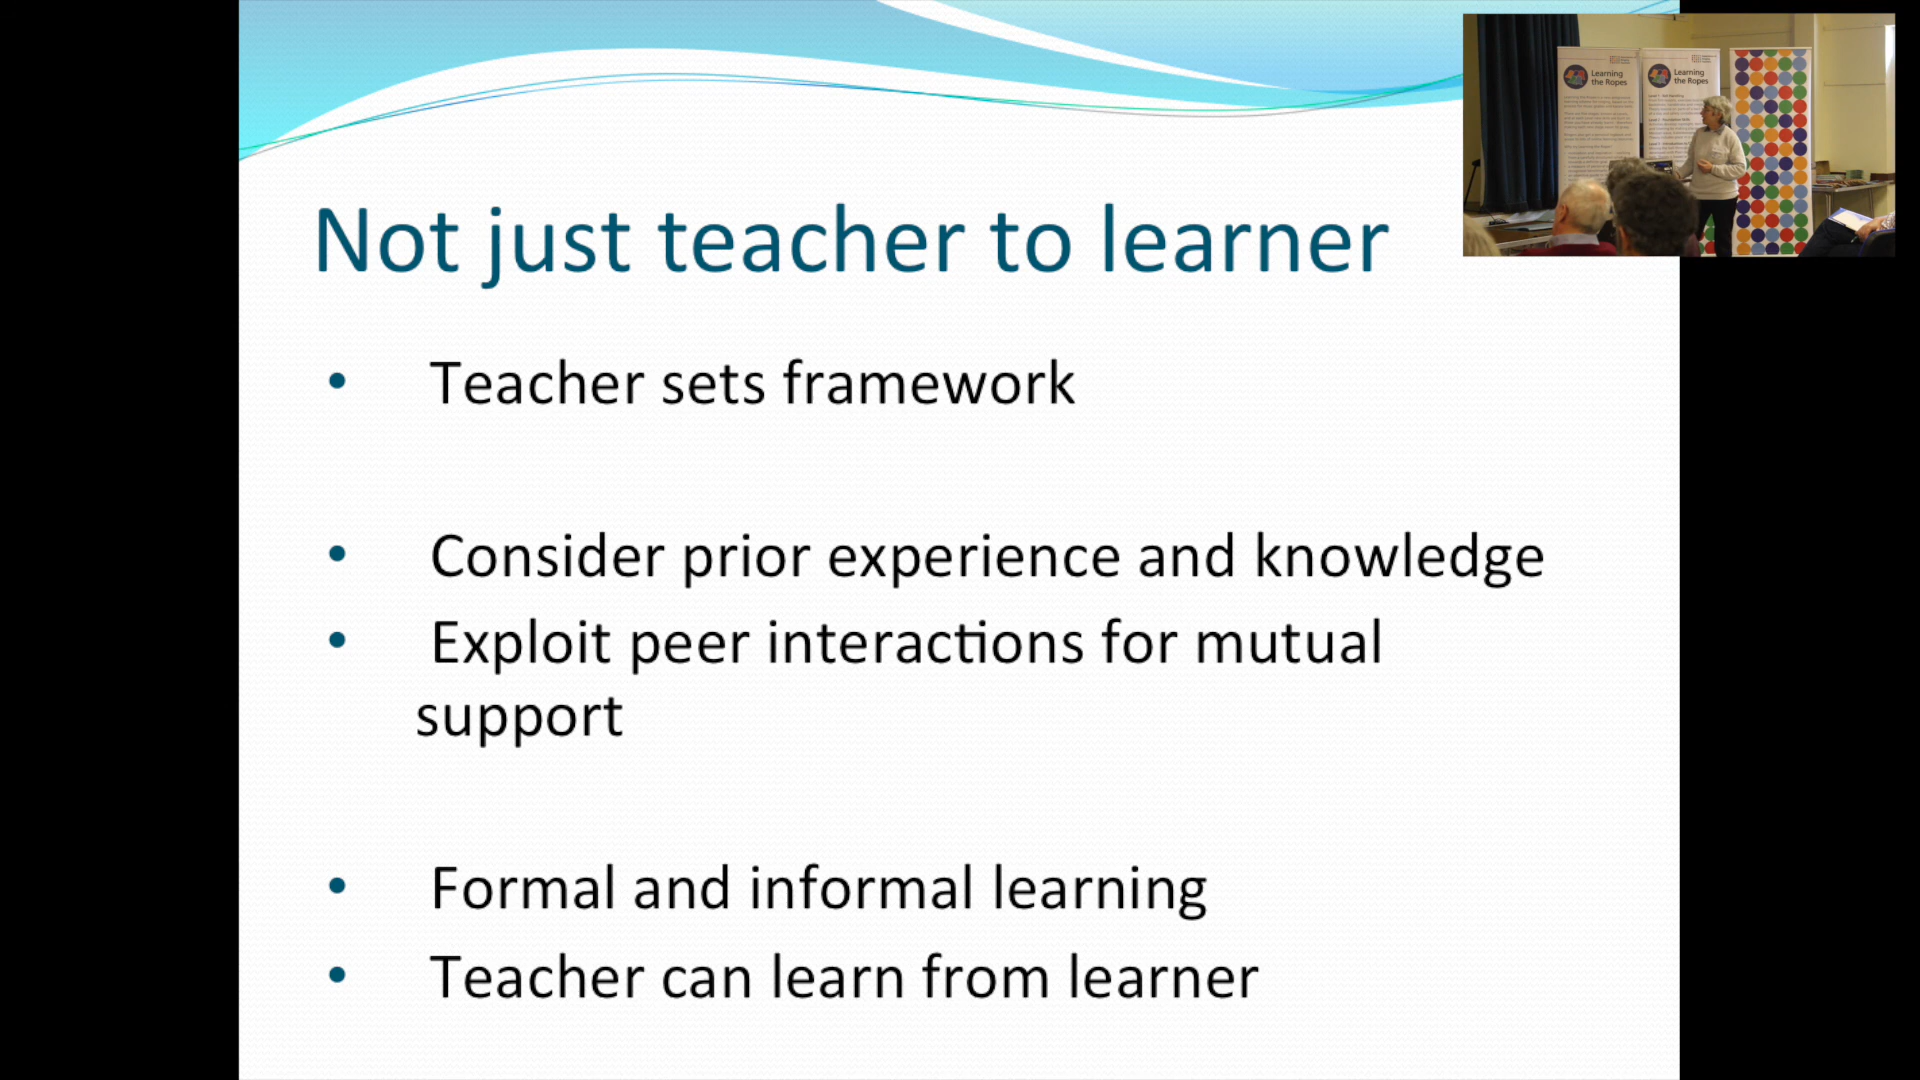 Not just teacher to learner
• Teacher sets framework
• Consider prior experience and knowledge
• Exploit peer interactions for mutual
support
• Formal and informal learning
• Teacher can learn from learner
Learning
the Ropes
Learning
the Ropes